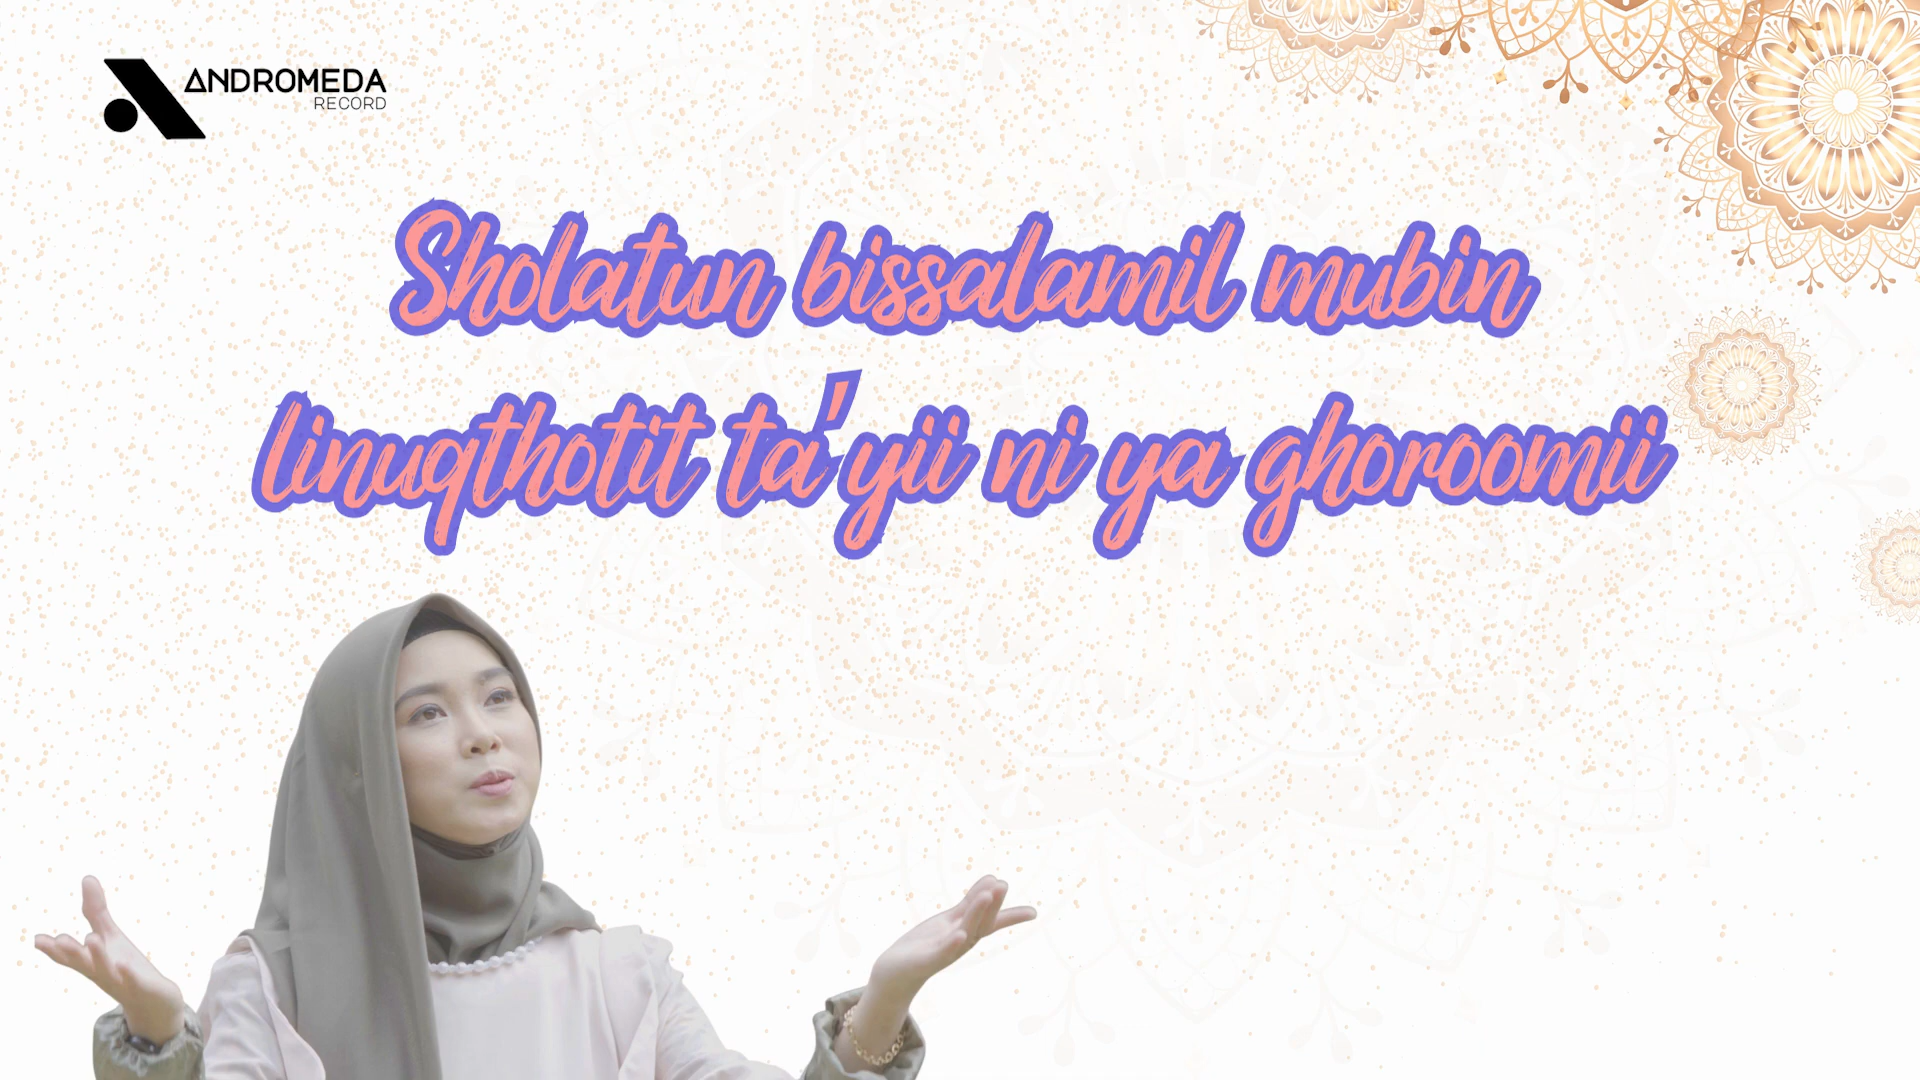 ANDROMEDA
RECORD
Sholatun bissalamil mubin
linuqthotit ta'yii ni ya ghoroomii